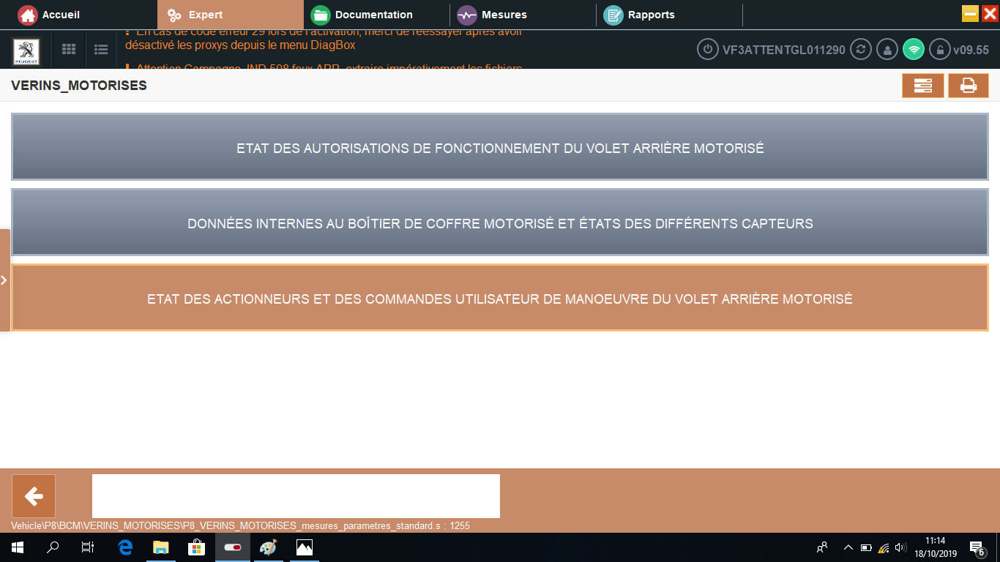 Accueil
Expert
Documentation
Mesures
Rapports
! En cas de code erreur 29 lors de l'activation, merci de réessayer après avoir
désactivé les proxys depuis le menu DiagBox
! Attention Campagne IND 508 feux APP, extraire impérativement les fichiers
PEUGEOT
VF3ATTENTGL011290
v09.55
VERINS_MOTORISES
ETAT DES AUTORISATIONS DE FONCTIONNEMENT DU VOLET ARRIÈRE MOTORISÉ
DONNÉES INTERNES AU BOÎTIER DE COFFRE MOTORISÉ ET ÉTATS DES DIFFÉRENTS CAPTEURS
ETAT DES ACTIONNEURS ET DES COMMANDES UTILISATEUR DE MANOEUVRE DU VOLET ARRIÈRE MOTORISÉ
Vehicle\P8\BCM\VERINS_MOTORISES\P8_VERINS_MOTORISES_mesures_parametres_standard.s : 1255
11:14
18/10/2019
6